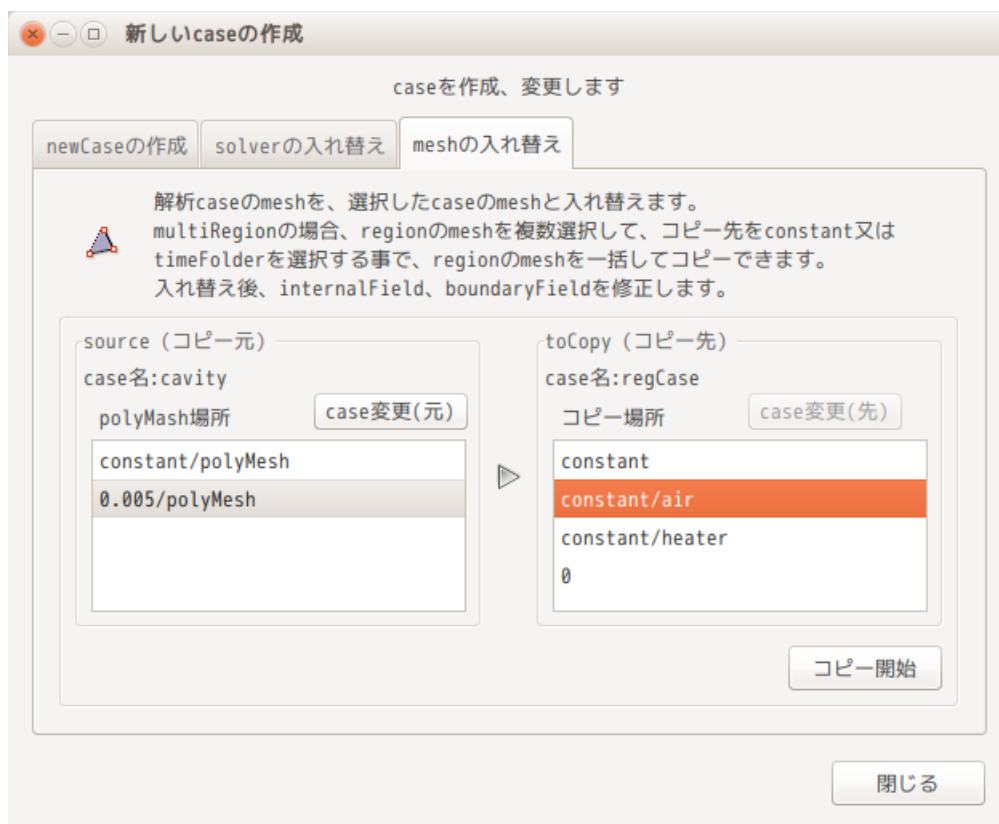 新しいcaseの作成
caseを作成、変更します
newCaseの作成
solverの入れ替え
meshの入れ替え
解析caseのmeshを、選択したcaseのmeshと入れ替えます。
multiRegionの場合、regionのmeshを複数選択して、コピー先をconstant又は
timeFolderを選択する事で、regionのmeshを一括してコピーできます。
入れ替え後、internalField、boundaryFieldを修正します。
source (コピー元)
case名:cavity
polyMash場所
case変更(元)
constant/polyMesh
0.005/polyMesh
toCopy (コピー先)
case名:regCase
コピー場所
case変更(先)
constant
constant/air
constant/heater
0
コピー開始
閉じる